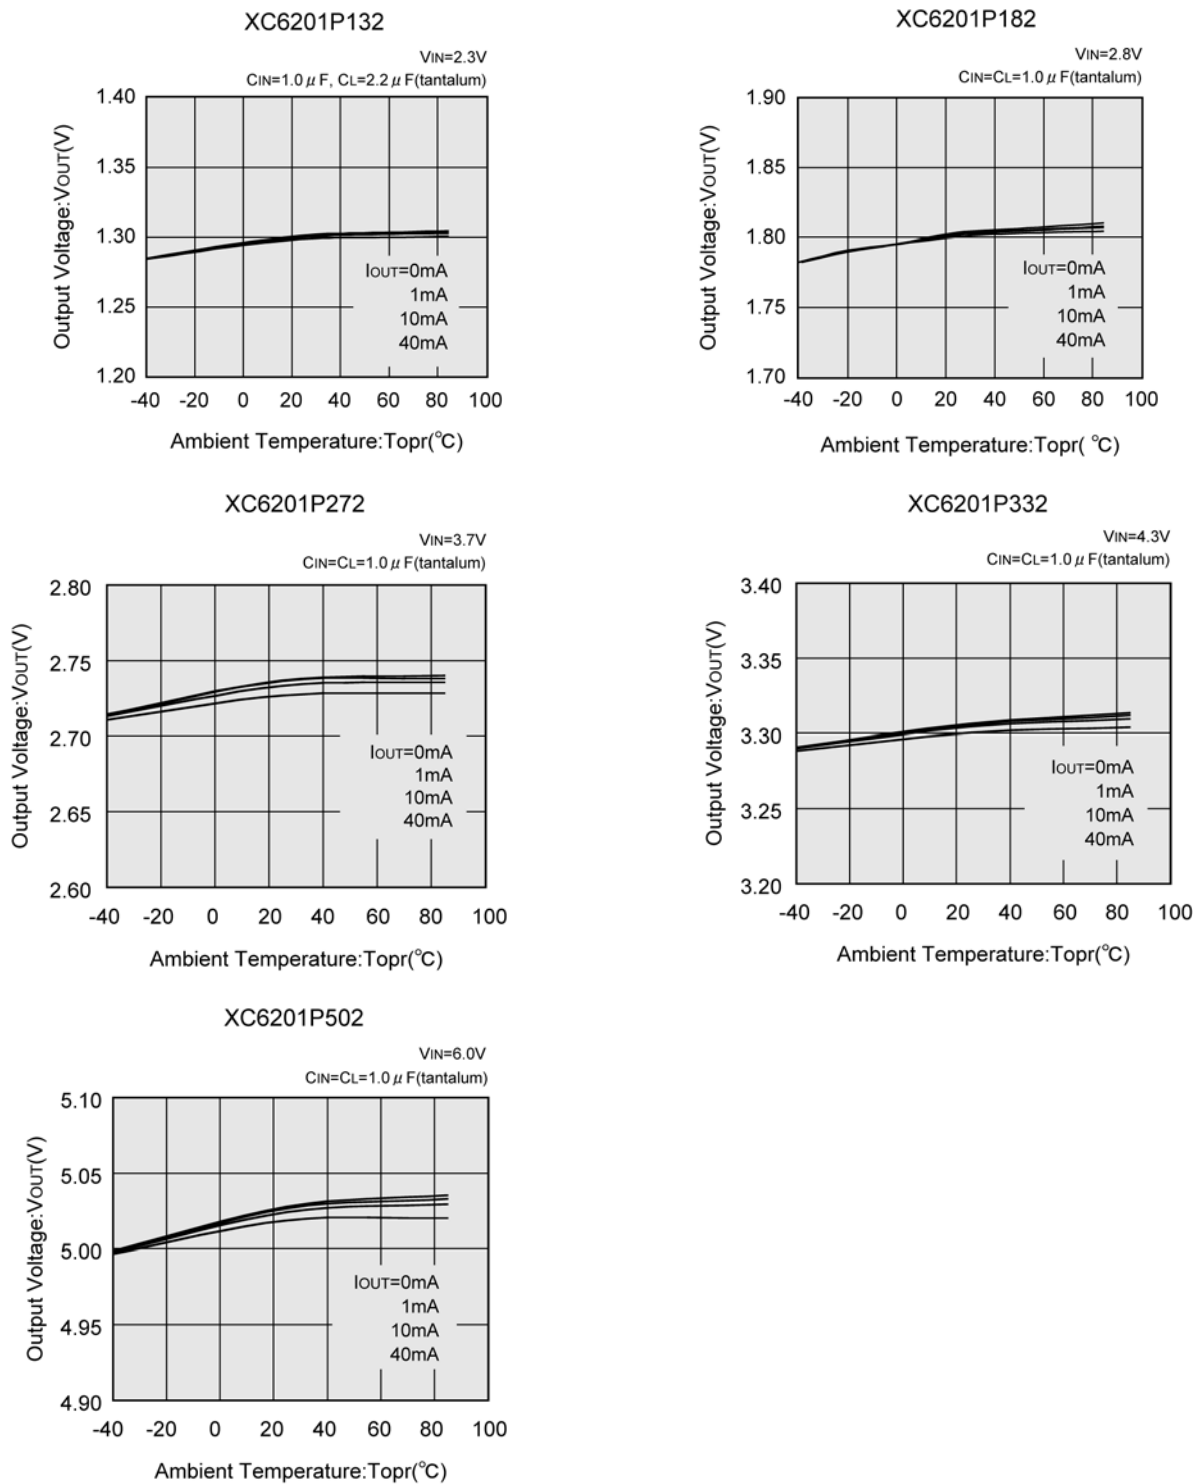 XC6201P132
VIN=2.3V
CIN=1.0 μ F, CL=2.2 μ F(tantalum)
Output Voltage:VOUT(V)
1.40
1.35
1.30
1.25
1.20
IOUT=0mA
1mA
10mA
40mA
-40 -20 0 20 40 60 80 100
Ambient Temperature:Topr(℃)
XC6201P182
VIN=2.8V
CIN=CL=1.0 μ F(tantalum)
Output Voltage:VOUT(V)
1.90
1.85
1.80
1.75
1.70
IOUT=0mA
1mA
10mA
40mA
-40 -20 0 20 40 60 80 100
Ambient Temperature:Topr( ℃)
XC6201P272
VIN=3.7V
CIN=CL=1.0 μ F(tantalum)
Output Voltage:VOUT(V)
2.80
2.75
2.70
2.65
2.60
IOUT=0mA
1mA
10mA
40mA
-40 -20 0 20 40 60 80 100
Ambient Temperature:Topr(℃)
XC6201P332
VIN=4.3V
CIN=CL=1.0 μ F(tantalum)
Output Voltage:VOUT(V)
3.40
3.35
3.30
3.25
3.20
IOUT=0mA
1mA
10mA
40mA
-40 -20 0 20 40 60 80 100
Ambient Temperature:Topr(℃)
XC6201P502
VIN=6.0V
CIN=CL=1.0 μ F(tantalum)
Output Voltage:VOUT(V)
5.10
5.05
5.00
4.95
4.90
IOUT=0mA
1mA
10mA
40mA
-40 -20 0 20 40 60 80 100
Ambient Temperature:Topr(℃)